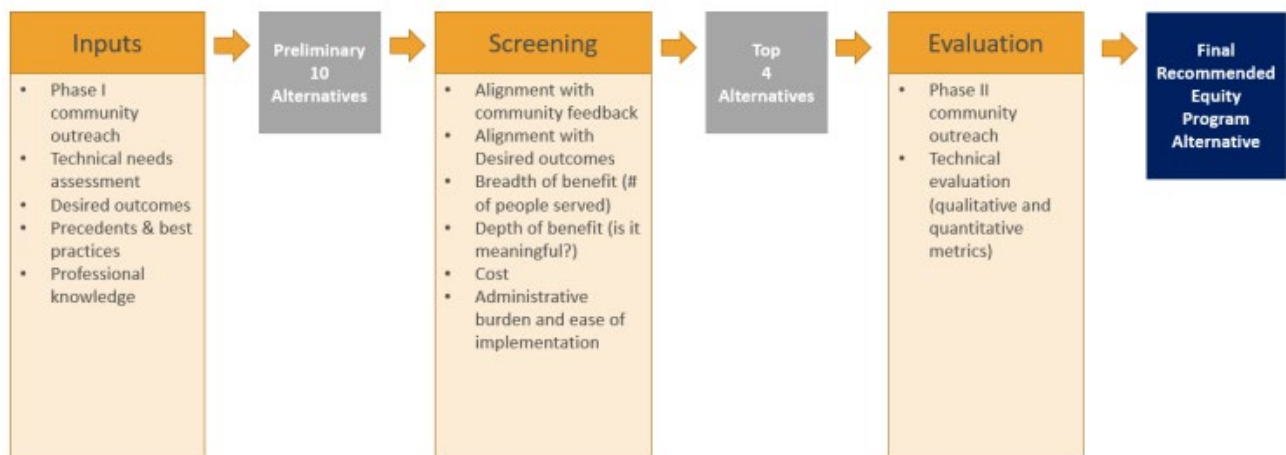 Inputs
• Phase I
community
outreach
• Technical needs
assessment
• Desired outcomes
• Precedents & best
practices
• Professional
knowledge
Preliminary
10
Alternatives
Screening
• Alignment with
community feedback
• Alignment with
Desired outcomes
• Breadth of benefit (#
of people served)
• Depth of benefit (is it
meaningful?)
• Cost
• Administrative
burden and ease of
implementation
Top
4
Alternatives
Evaluation
• Phase II
community
outreach
• Technical
evaluation
(qualitative and
quantitative
metrics)
Final
Recommended
Equity
Program
Alternative